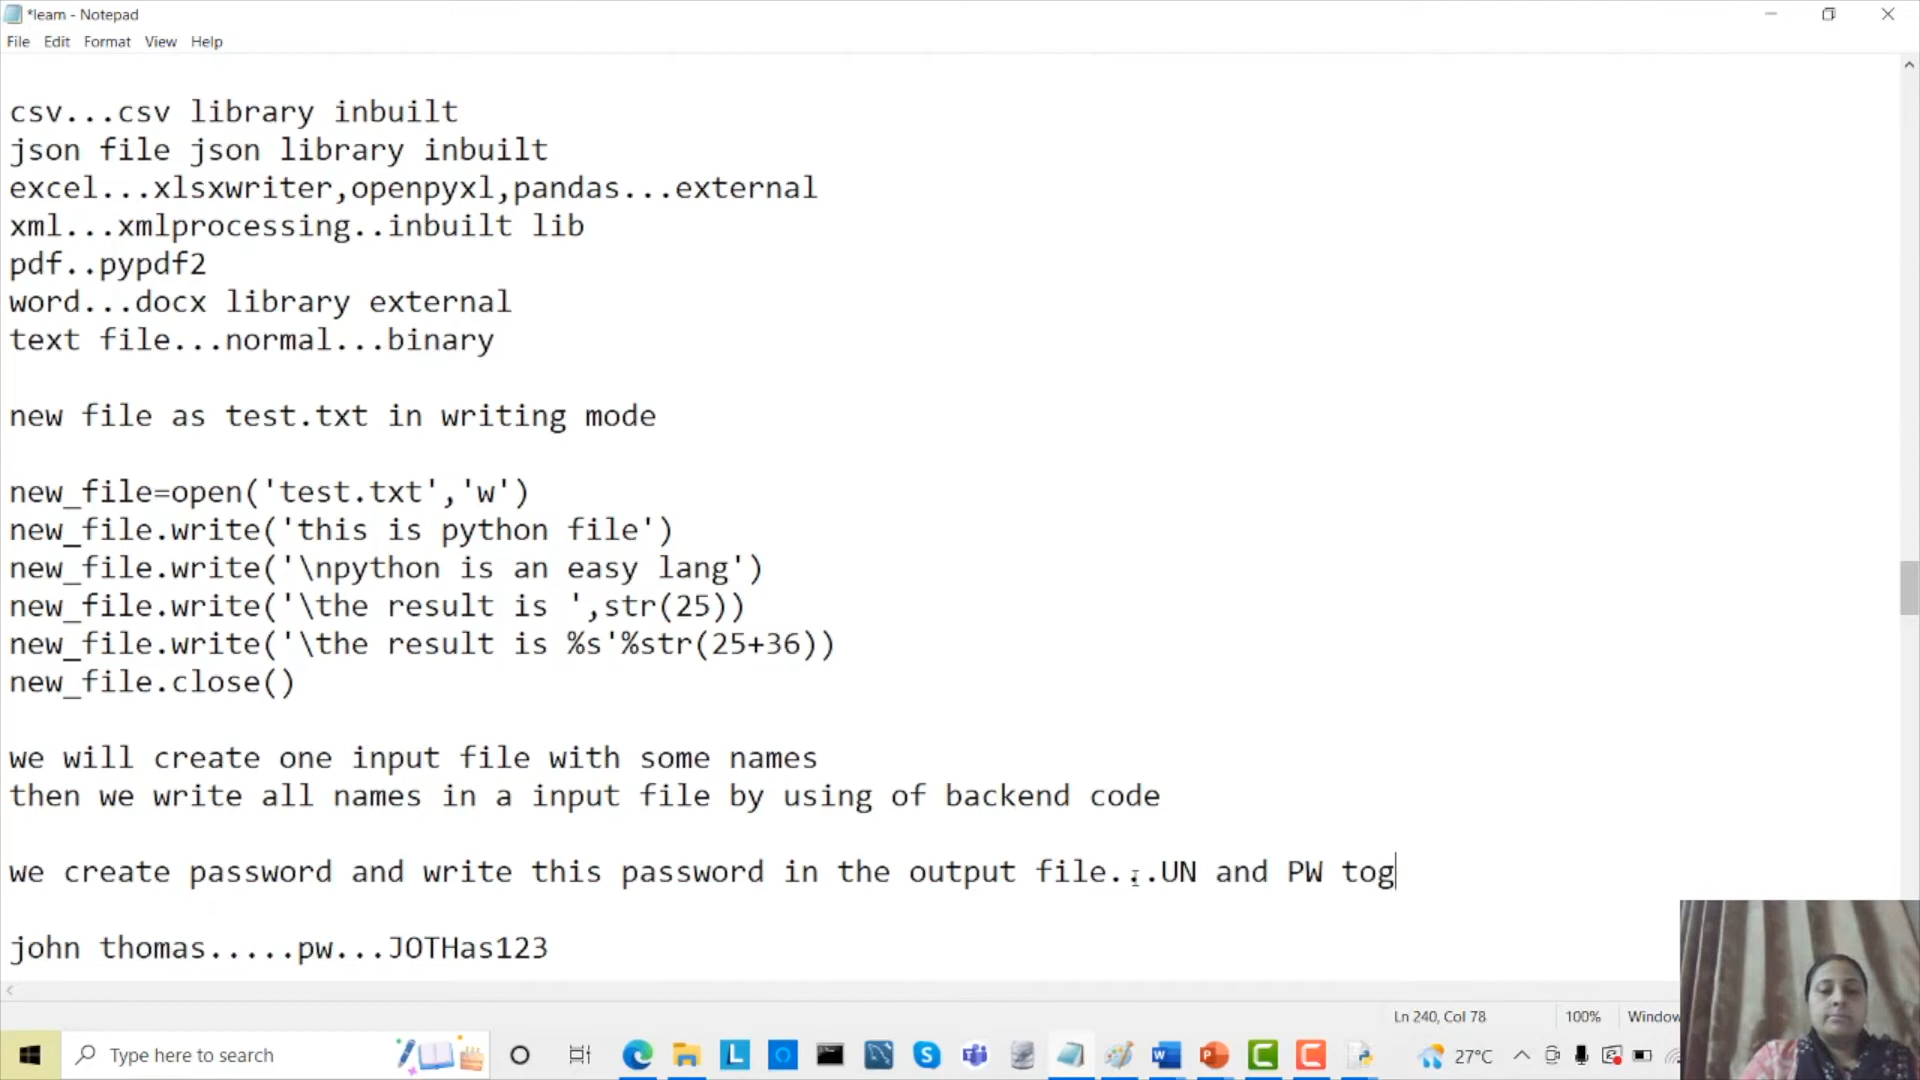 *learn - Notepad
File Edit Format View Help
csv...csv library inbuilt
json file json library inbuilt
excel...xlsxwriter,openpyxl,pandas...external
xml...xmlprocessing..inbuilt lib
pdf..pypdf2
word...docx library external
text file...normal...binary
new file as test.txt in writing mode
new_file=open('test.txt','w')
new_file.write('this is python file')
new_file.write('\npython is an easy lang')
new_file.write('\the result is ',str(25))
new_file.write('\the result is %s'%str(25+36))
new_file.close()
we will create one input file with some names
then we write all names in a input file by using of backend code
we create password and write this password in the output file...UN and PW tog
john thomas.....pw...JOTHas123
Ln 240, Col 78 100% Window
Type here to search 27°C